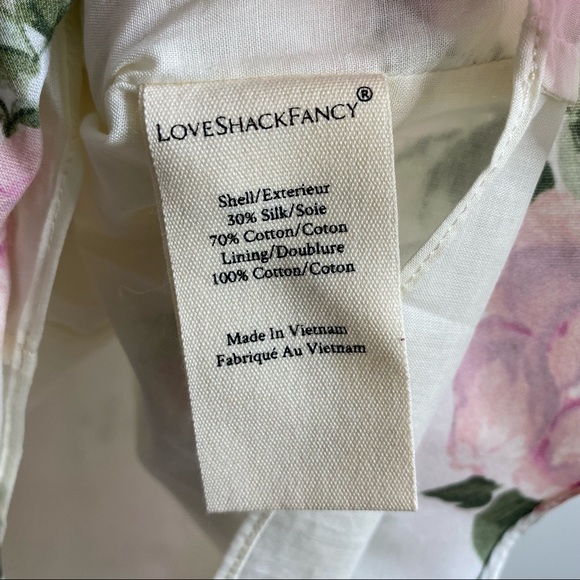 LoveShackFancy®
Shell/Exterieur
30% Silk/Soie
70% Cotton/Coton
Lining/Doublure
100% Cotton/Coton
Made In Vietnam
Fabriqué Au Vietnam